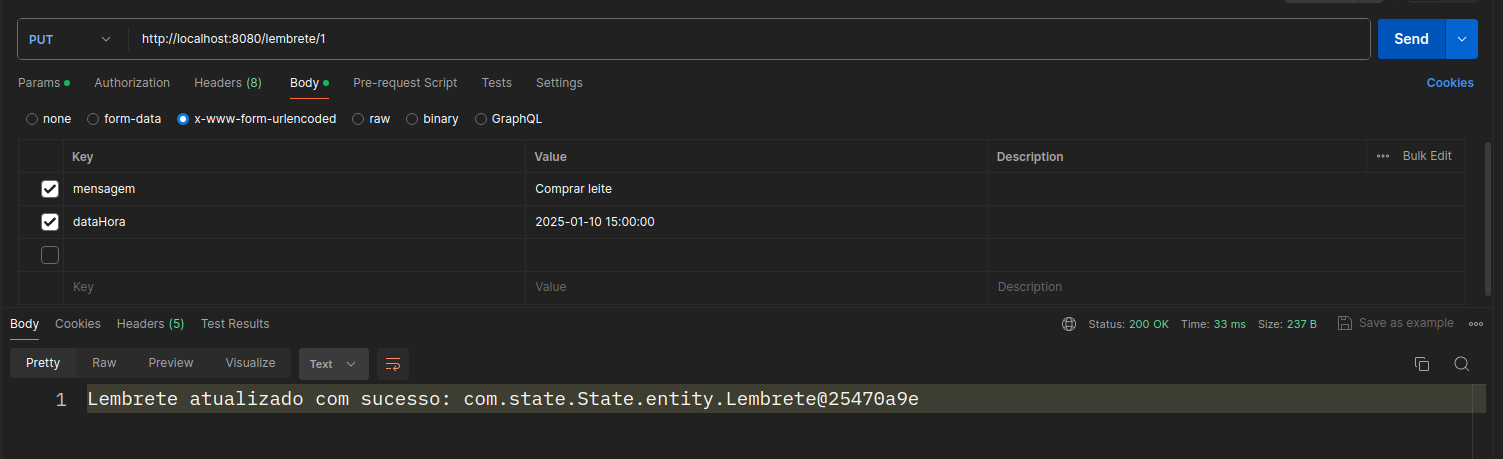 PUT http://localhost:8080/lembrete/1 Send
Params Authorization Headers (8) Body Pre-request Script Tests Settings Cookies
none form-data x-www-form-urlencoded raw binary GraphQL
Key Value Description Bulk Edit
mensagem Comprar leite
dataHora 2025-01-10 15:00:00
Key Value Description
Body Cookies Headers (5) Test Results Status: 200 OK Time: 33 ms Size: 237 B Save as example
Pretty Raw Preview Visualize Text
1 Lembrete atualizado com sucesso: com.state.State.entity.Lembrete@25470a9e